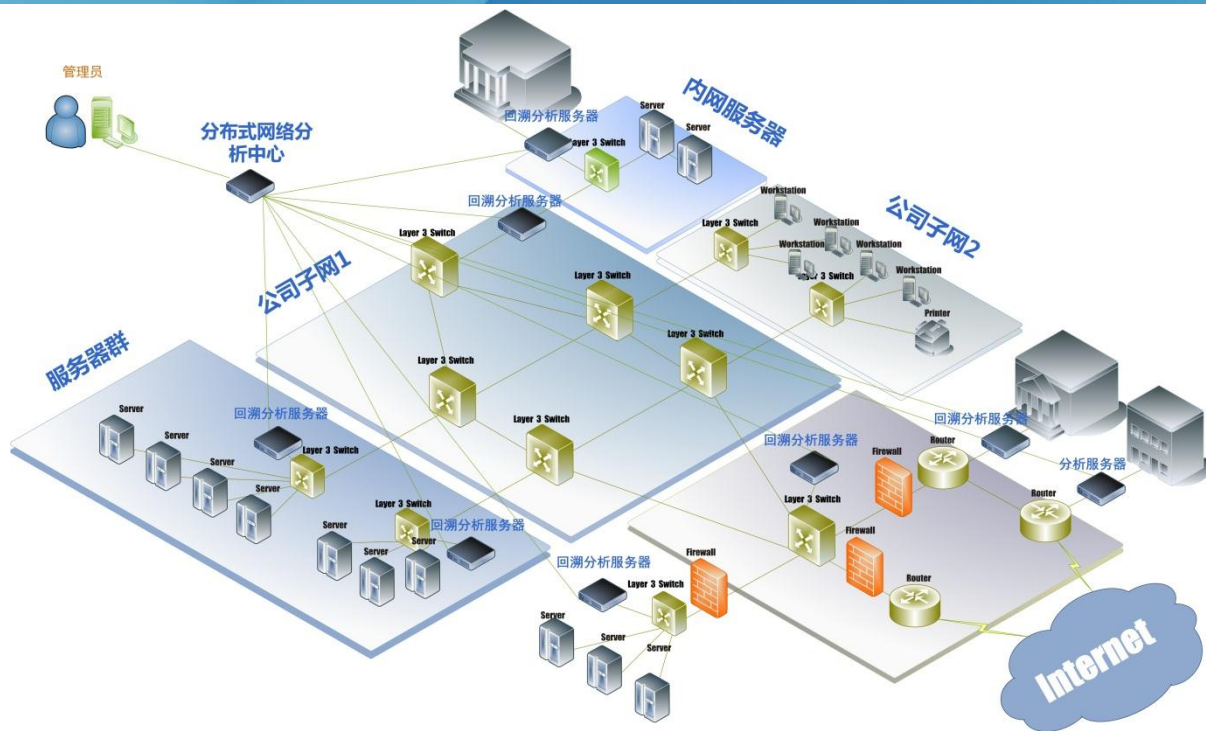 管理员
分布式网络分
析中心
回溯分析服务器
Layer 3 Switch
Server
Server
内网服务器
回溯分析服务器
Layer 3 Switch
公司子网1
Layer 3 Switch
Layer 3 Switch
Layer 3 Switch
Layer 3 Switch
公司子网2
Workstation
Layer 3 Switch
Workstation
Workstation
Workstation
Layer 3 Switch
Workstation
Printer
服务器群
Server
Server
Server
Server
回溯分析服务器
Layer 3 Switch
Layer 3 Switch
Server
Server
Server
回溯分析服务器
回溯分析服务器
Layer 3 Switch
Firewall
Server
Server
Server
回溯分析服务器
Layer 3 Switch
Firewall
Firewall
Router
回溯分析服务器
分析服务器
Router
Router
Internet